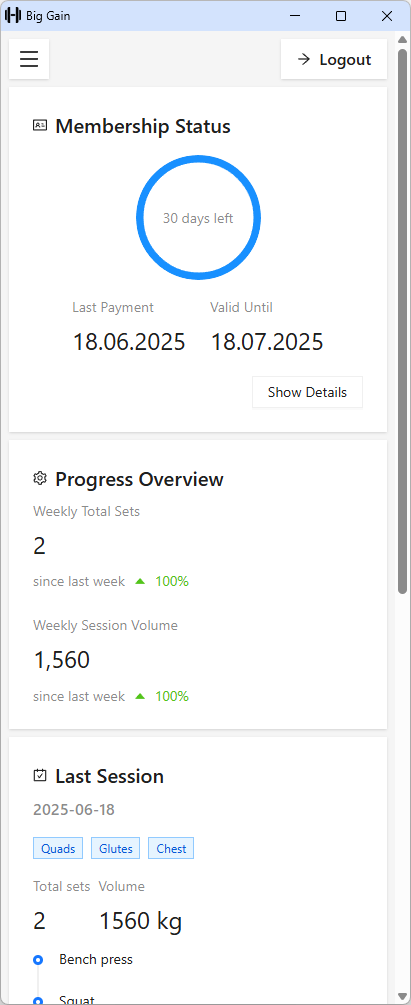 Big Gain
Logout
Membership Status
30 days left
Last Payment Valid Until
18.06.2025 18.07.2025
Show Details
Progress Overview
Weekly Total Sets
2
since last week 100%
Weekly Session Volume
1,560
since last week 100%
Last Session
2025-06-18
Quads Glutes Chest
Total sets Volume
2 1560 kg
Bench press
Squat